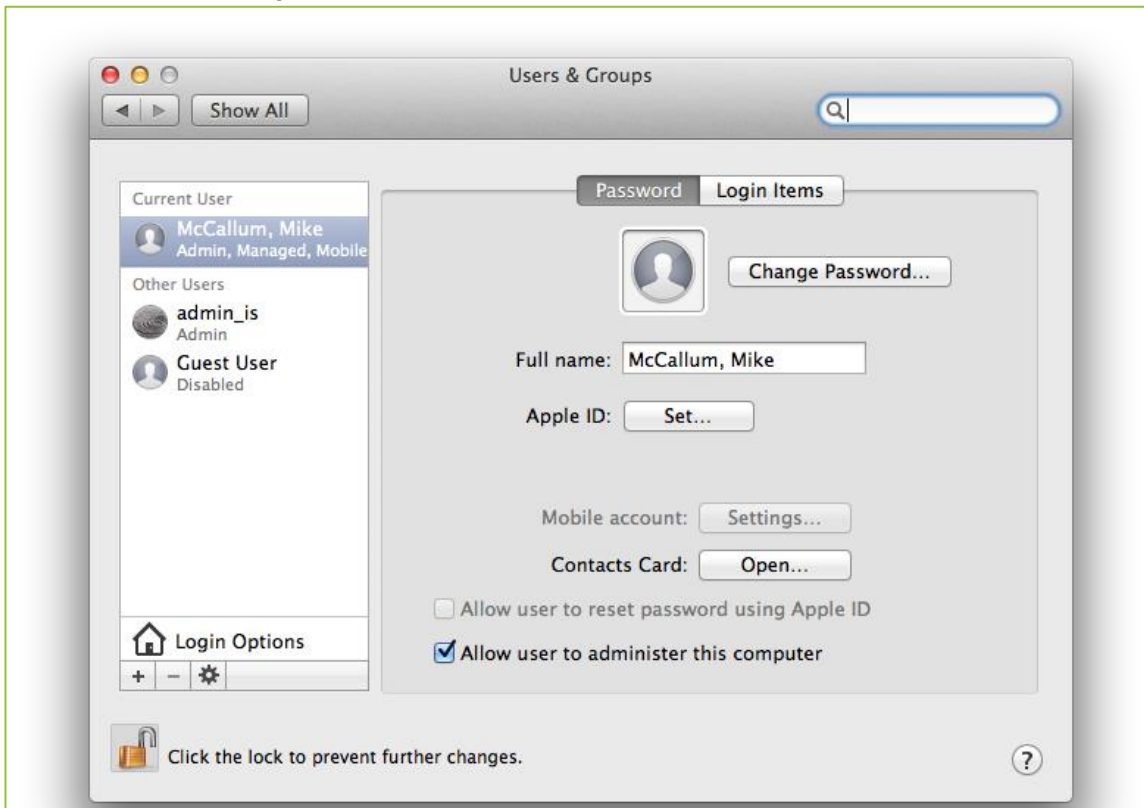 Users & Groups
Show All
Current User
McCallum, Mike
Admin, Managed, Mobile
Other Users
admin_is
Admin
Guest User
Disabled
Login Options
+ −
Password Login Items
Change Password...
Full name: McCallum, Mike
Apple ID: Set...
Mobile account: Settings...
Contacts Card: Open...
Allow user to reset password using Apple ID
Allow user to administer this computer
Click the lock to prevent further changes.
?